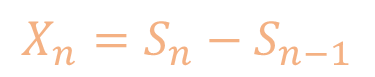 Xₙ = Sₙ − Sₙ₋₁